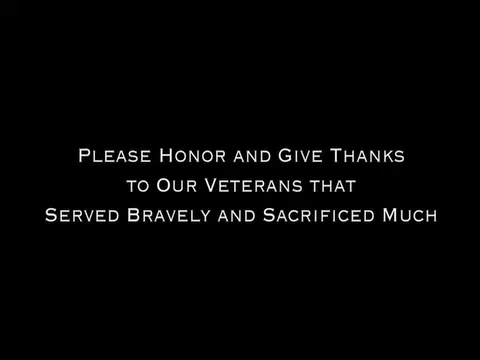 Please Honor and Give Thanks
to Our Veterans that
Served Bravely and Sacrificed Much